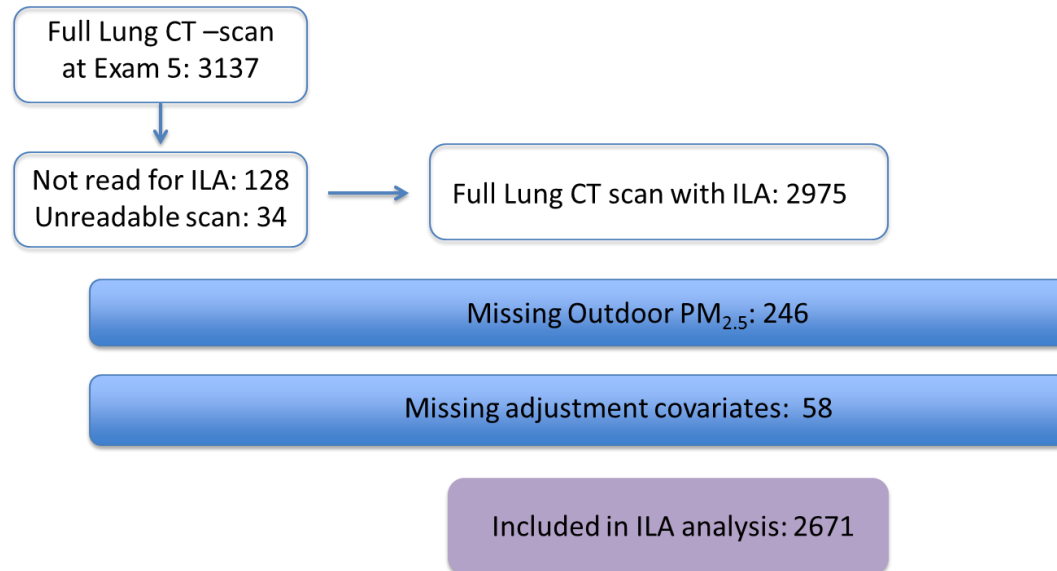 Full Lung CT –scan
at Exam 5: 3137
Not read for ILA: 128
Unreadable scan: 34
Full Lung CT scan with ILA: 2975
Missing Outdoor PM2.5: 246
Missing adjustment covariates:  58
Included in ILA analysis: 2671